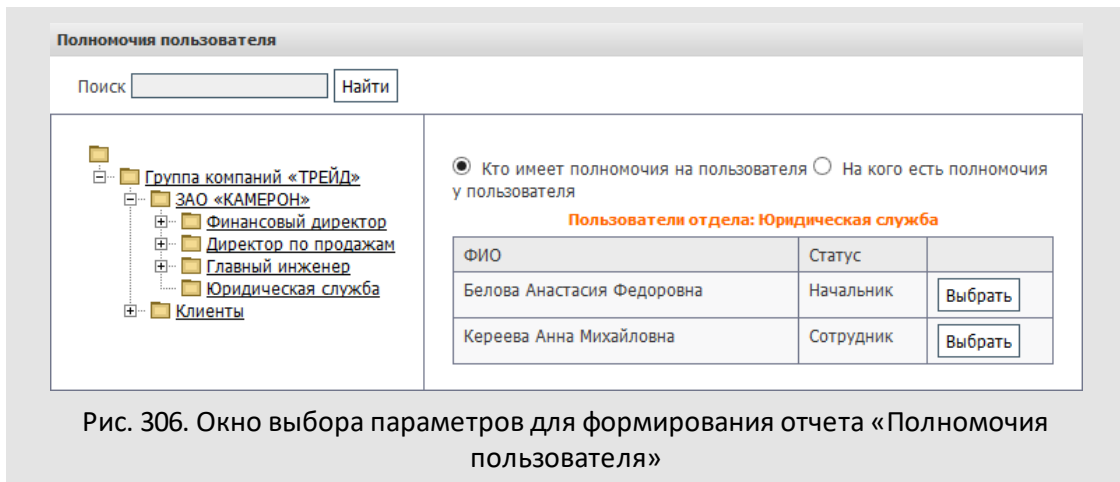 Полномочия пользователя
Поиск
Найти
Группа компаний «ТРЕЙД»
ЗАО «КАМЕРОН»
Финансовый директор
Директор по продажам
Главный инженер
Юридическая служба
Клиенты
Кто имеет полномочия на пользователя На кого есть полномочия
у пользователя
Пользователи отдела: Юридическая служба
ФИО Статус
Белова Анастасия Федоровна Начальник Выбрать
Кереева Анна Михайловна Сотрудник Выбрать
Рис. 306. Окно выбора параметров для формирования отчета «Полномочия
пользователя»